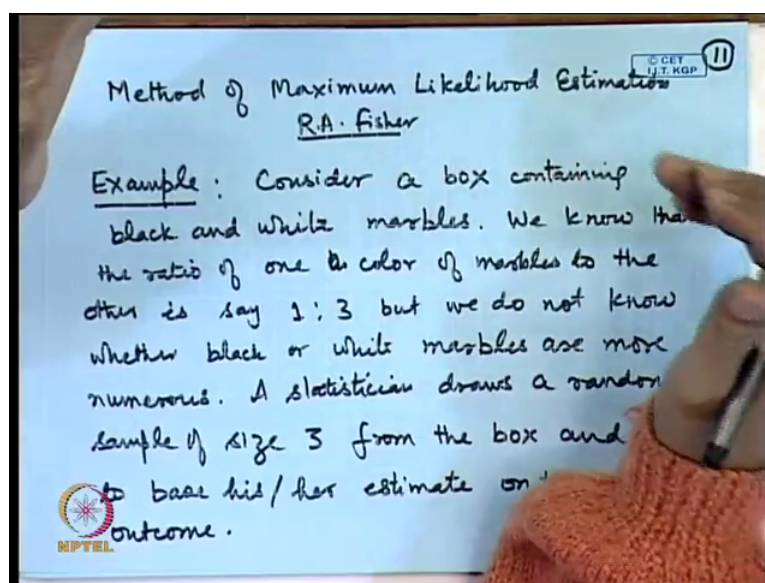 © CET
I.I.T. KGP
11
Method of Maximum Likelihood Estimation
R.A. Fisher
Example : Consider a box containing
black and white marbles. We know tha
the ratio of one color of marbles to the
other is say 1 : 3 but we do not know
whether black or white marbles are more
numerous. A statistician draws a random
sample of size 3 from the box and
to base his/her estimate on
outcome.
NPTEL